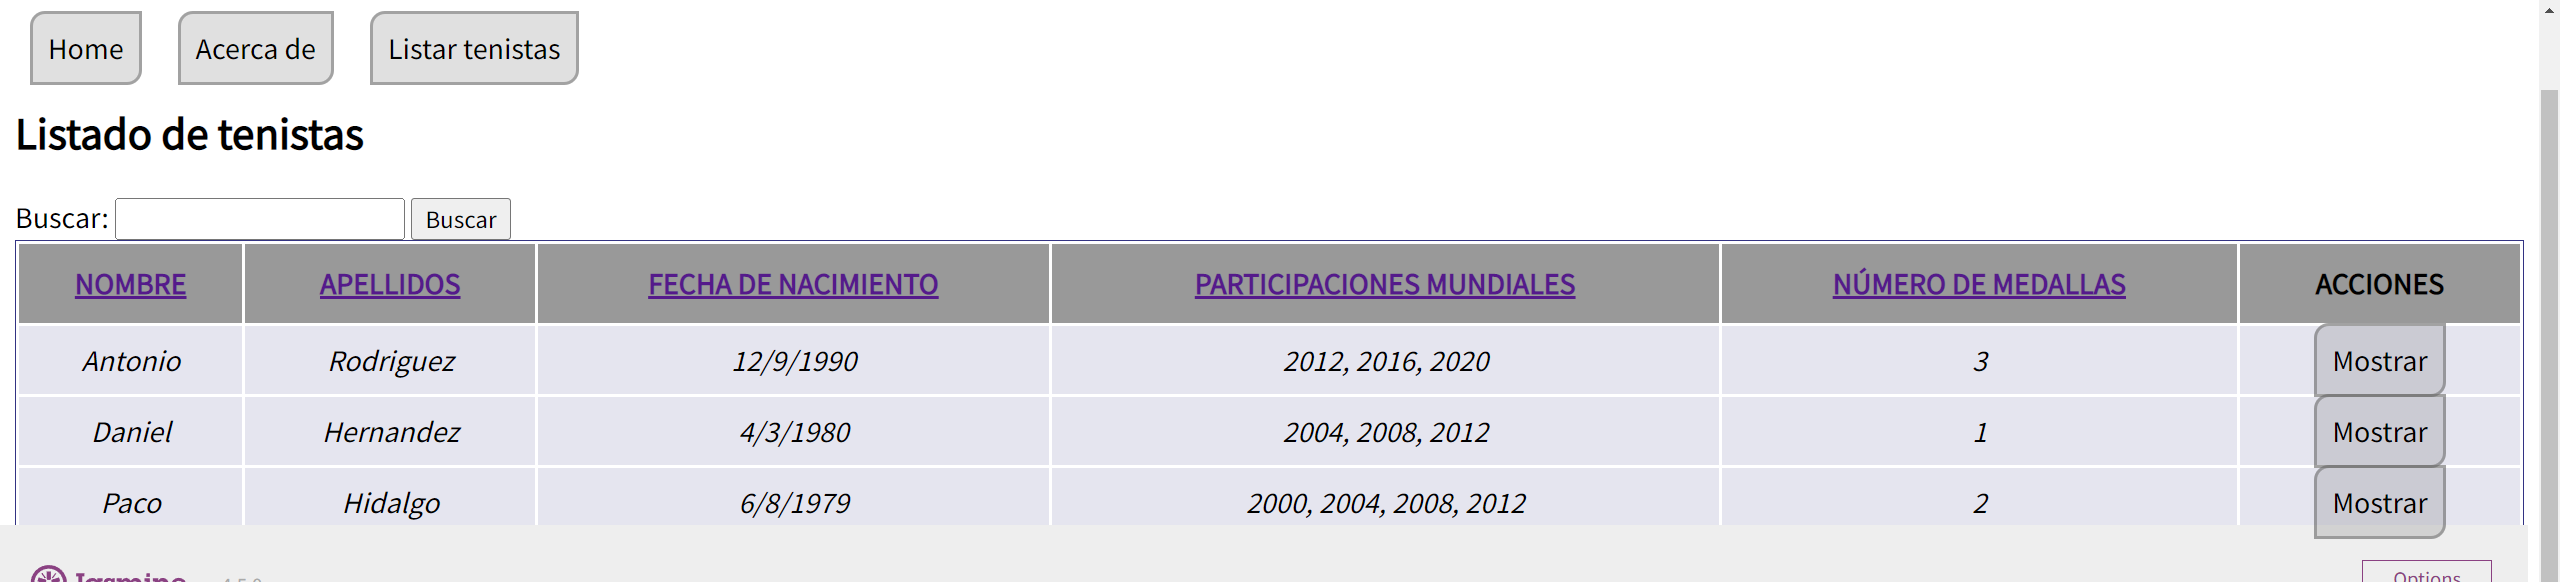 Home Acerca de Listar tenistas
Listado de tenistas
Buscar: Buscar
NOMBRE APELLIDOS FECHA DE NACIMIENTO PARTICIPACIONES MUNDIALES NÚMERO DE MEDALLAS ACCIONES
Antonio Rodriguez 12/9/1990 2012, 2016, 2020 3 Mostrar
Daniel Hernandez 4/3/1980 2004, 2008, 2012 1 Mostrar
Paco Hidalgo 6/8/1979 2000, 2004, 2008, 2012 2 Mostrar
Jasmine Options